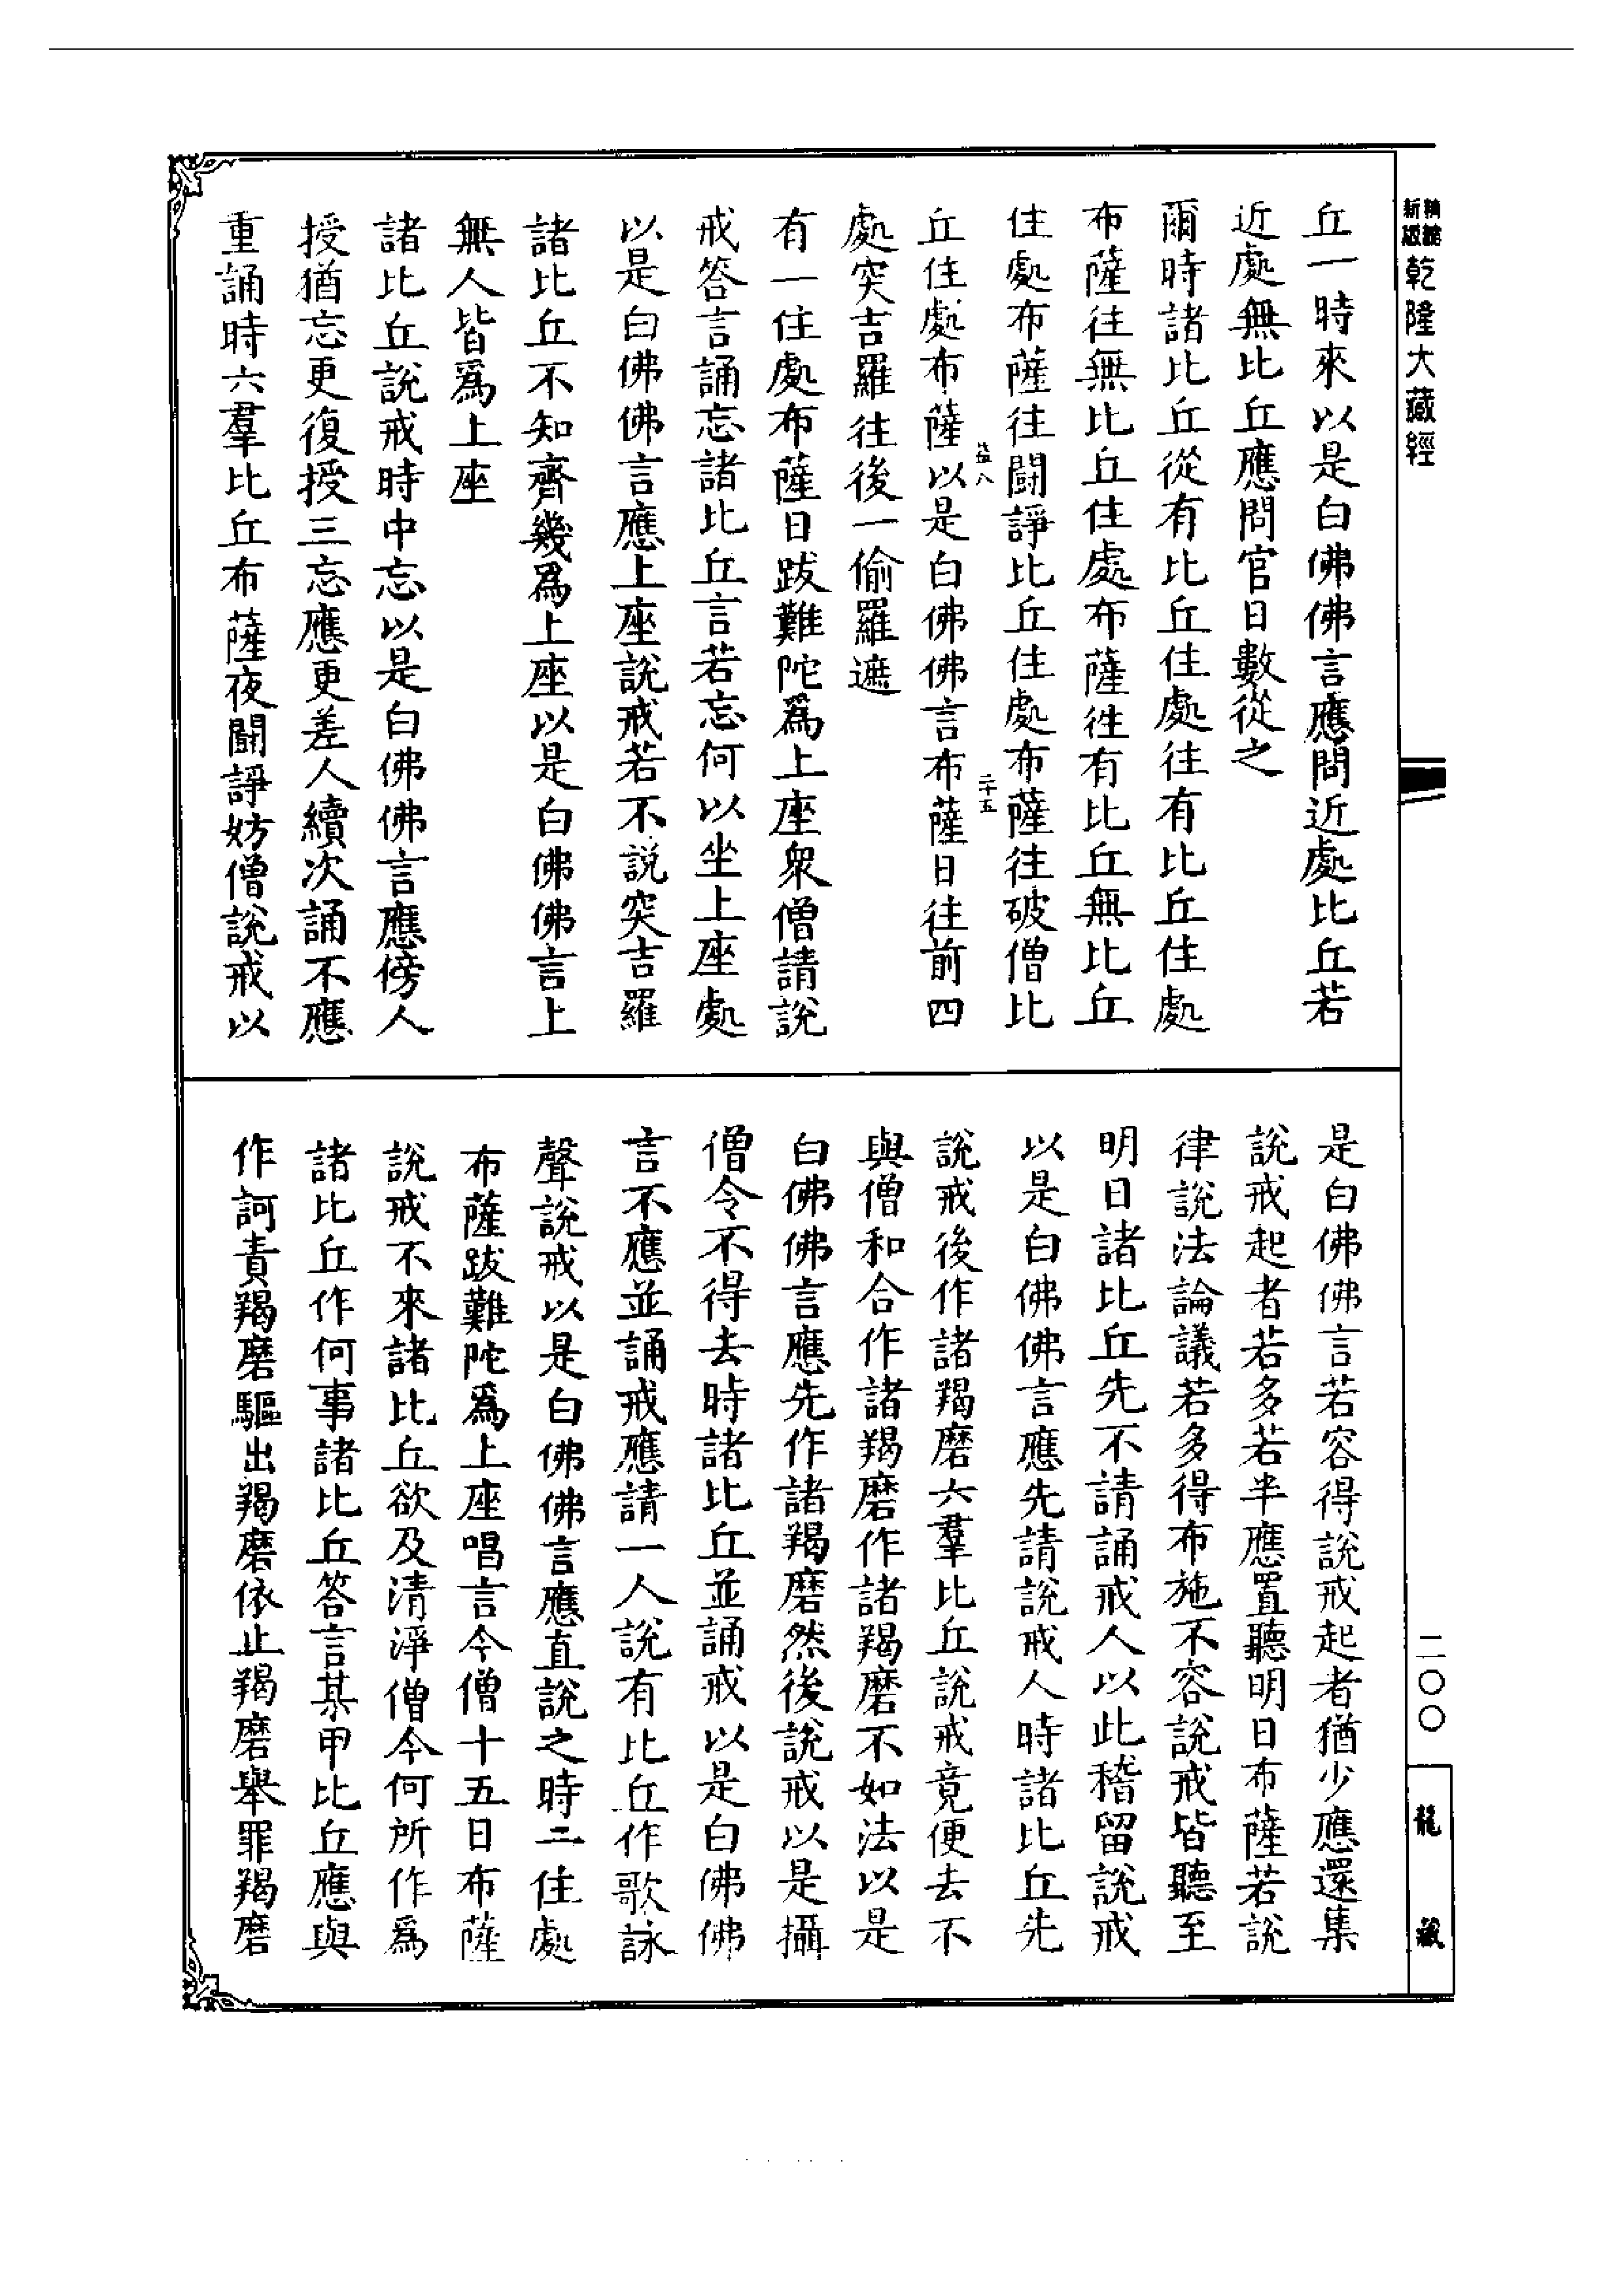 新編
縮版
乾隆大藏經
丘一時來以是白佛佛言應問近處比丘若
近處無比丘應問官日數從之
爾時諸比丘從有比丘住處往有比丘住處
布薩往無比丘住處布薩往有比丘無比丘
住處布薩往鬪諍比丘住處布薩往破僧比
益八
二十五
丘住處布薩以是白佛佛言布薩日往前四
處突吉羅往後一偷羅遮
有一住處布薩日跋難陀爲上座衆僧請說
戒答言誦忘諸比丘言若忘何以坐上座處
以是白佛佛言應上座說戒若不說突吉羅
諸比丘不知齊幾爲上座以是白佛佛言上
無人皆爲上座
諸比丘說戒時中忘以是白佛佛言應傍人
授猶忘更復授三忘應更差人續次誦不應
重誦時六羣比丘布薩夜鬪諍妨僧說戒以
是白佛佛言若容得說戒起者猶少應還集
說戒起者若多若半應置聽明日布薩若說
律說法論議若多得布施不容說戒皆聽至
明日諸比丘先不請誦戒人以此稽留說戒
以是白佛佛言應先請說戒人時諸比丘先
說戒後作諸羯磨六羣比丘說戒竟便去不
與僧和合作諸羯磨作諸羯磨不如法以是
白佛佛言應先作諸羯磨然後說戒以是攝
僧令不得去時諸比丘並誦戒以是白佛佛
言不應並誦戒應請一人說有比丘作歌詠
聲說戒以是白佛佛言應直說之時二住處
布薩跋難陀爲上座唱言今僧十五日布薩
說戒不來諸比丘欲及清淨僧今何所作爲
諸比丘作何事諸比丘答言某甲比丘應與
作訶責羯磨驅出羯磨依止羯磨舉罪羯磨
二〇〇
龍藏